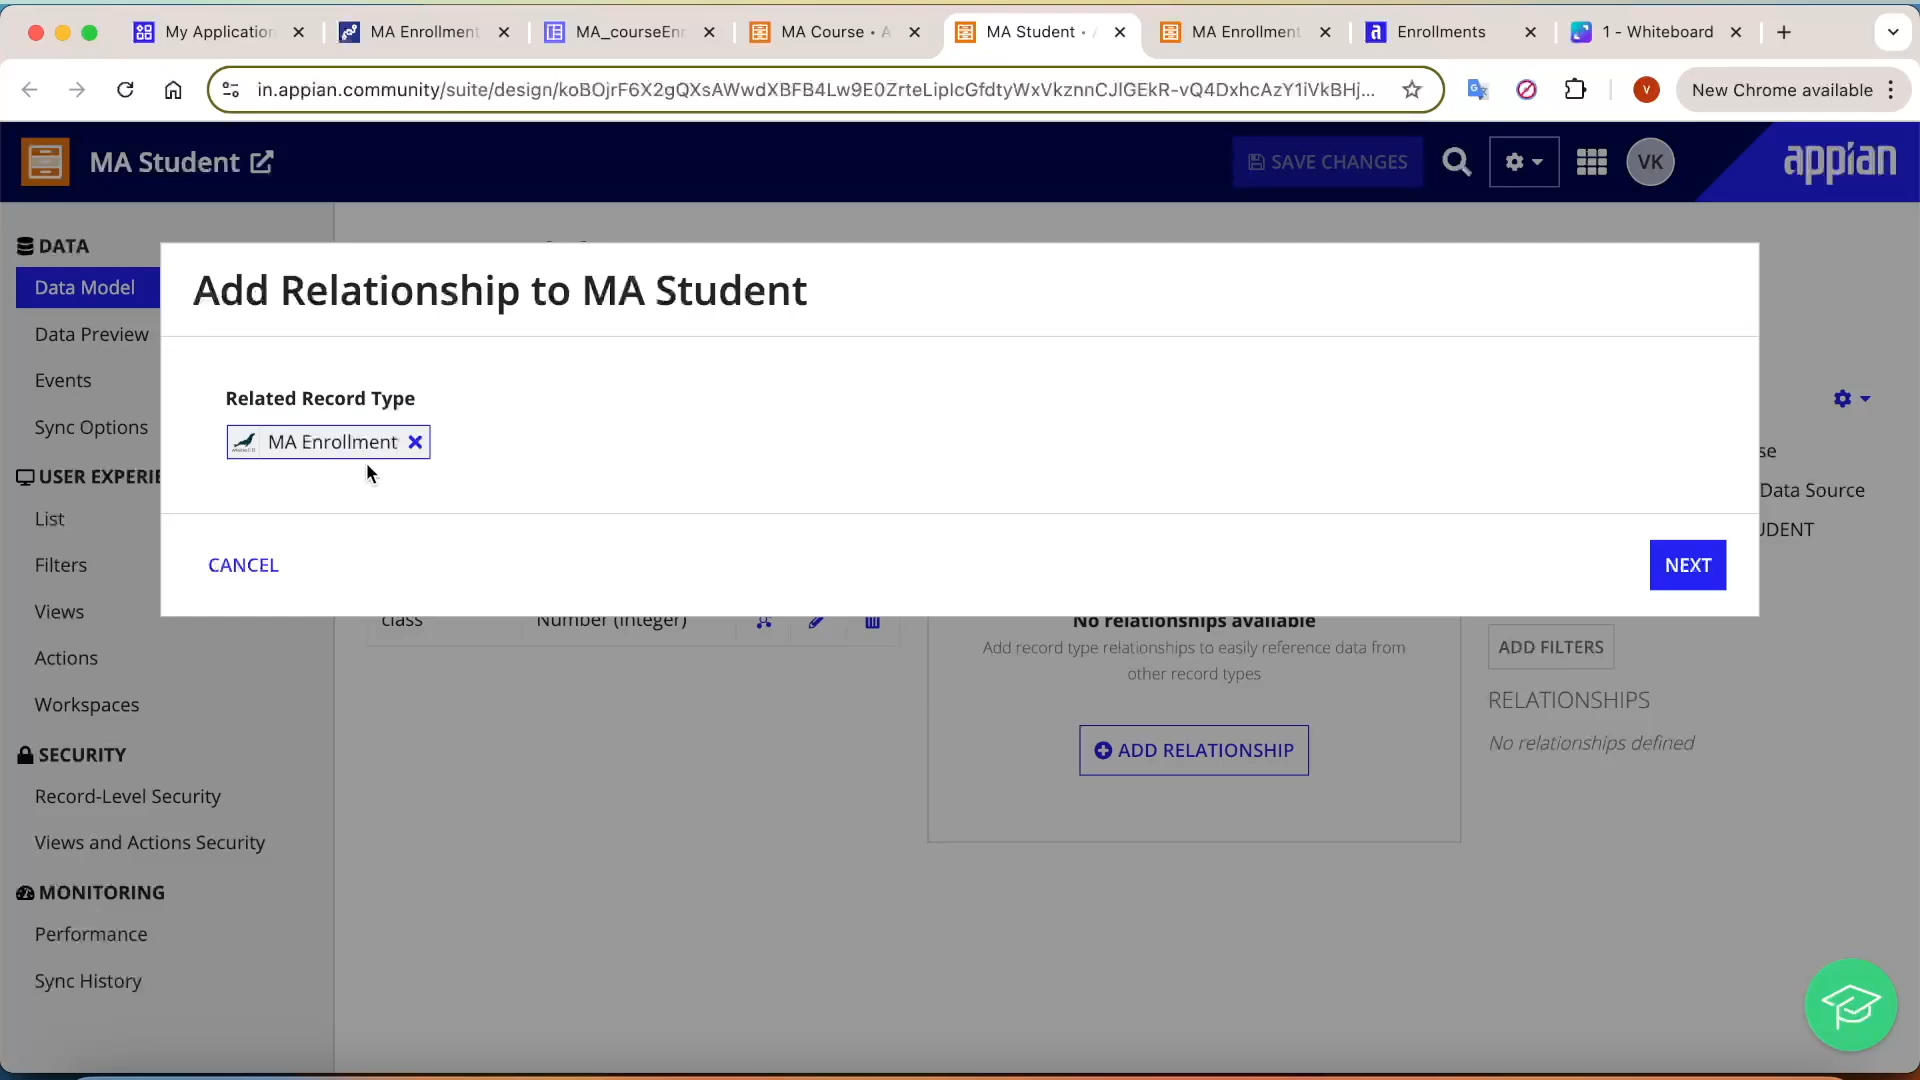 My Application
MA Enrollment
MA_courseEnr
MA Course • A
MA Student • A
MA Enrollment
Enrollments
1 - Whiteboard
in.appian.community/suite/design/koBOjrF6X2gQXsAWwdXBFB4Lw9E0ZrteLipIcGfdtyWxVkznnCJIGEkR-vQ4DxhcAzY1iVkBHj...
V
New Chrome available
MA Student
SAVE CHANGES
VK
appian
DATA
Data Model
Data Preview
Events
Sync Options
USER EXPERIE
List
Filters
Views
Actions
Workspaces
SECURITY
Record-Level Security
Views and Actions Security
MONITORING
Performance
Sync History
Add Relationship to MA Student
Related Record Type
MA Enrollment
CANCEL
NEXT
se
Data Source
UDENT
class
Number (Integer)
No relationships available
Add record type relationships to easily reference data from
other record types
ADD RELATIONSHIP
ADD FILTERS
RELATIONSHIPS
No relationships defined